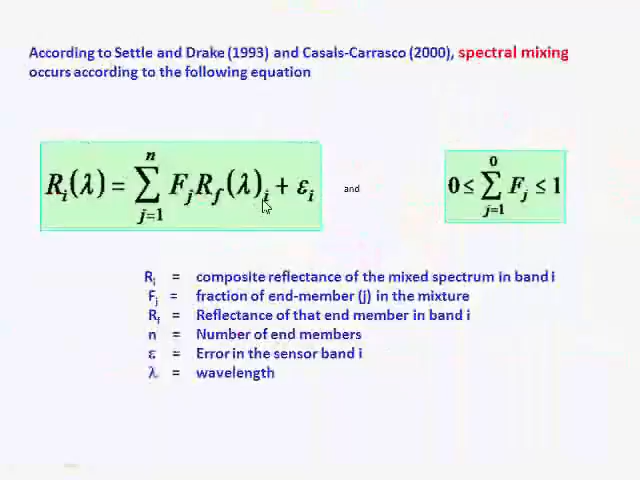 According to Settle and Drake (1993) and Casals-Carrasco (2000), spectral mixing
occurs according to the following equation
R_i(λ) = ∑_{j=1}^{n} F_j R_f(λ)_i + ε_i and 0 ≤ ∑_{j=1}^{0} F_j ≤ 1
R_i = composite reflectance of the mixed spectrum in band i
F_j = fraction of end-member (j) in the mixture
R_f = Reflectance of that end member in band i
n = Number of end members
ε = Error in the sensor band i
λ = wavelength